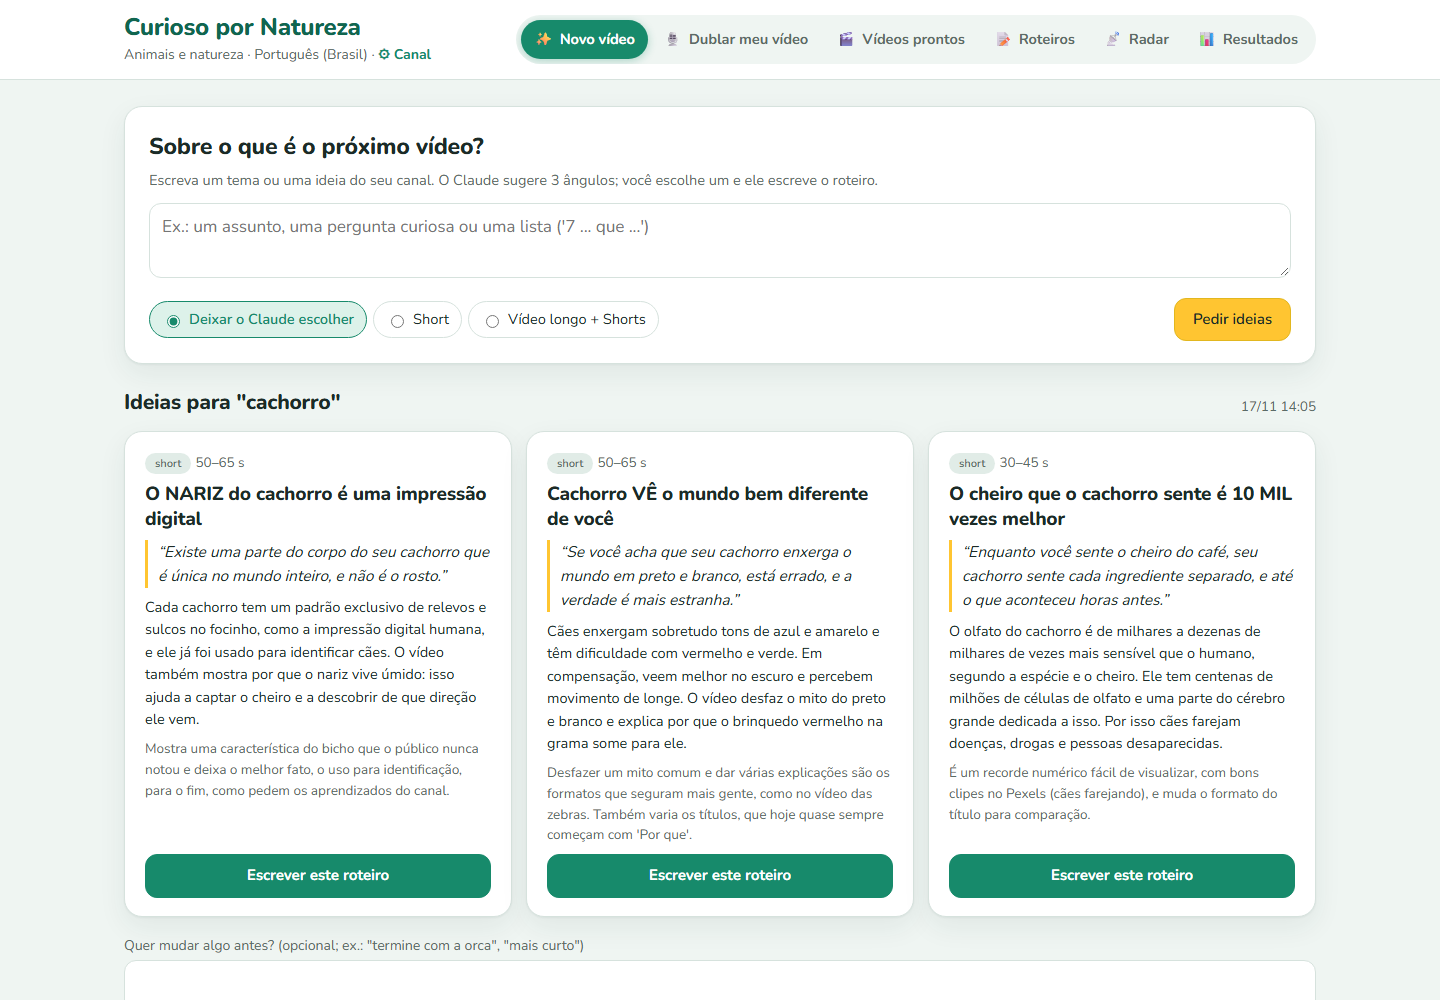 Curioso por Natureza
Animais e natureza · Português (Brasil) · ⚙ Canal
✨ Novo vídeo
🎙 Dublar meu vídeo
🎬 Vídeos prontos
📝 Roteiros
📡 Radar
📊 Resultados
Sobre o que é o próximo vídeo?
Escreva um tema ou uma ideia do seu canal. O Claude sugere 3 ângulos; você escolhe um e ele escreve o roteiro.
Ex.: um assunto, uma pergunta curiosa ou uma lista ('7 ... que ...')
Deixar o Claude escolher
Short
Vídeo longo + Shorts
Pedir ideias
Ideias para "cachorro"
17/11 14:05
short 50–65 s
O NARIZ do cachorro é uma impressão
digital
“Existe uma parte do corpo do seu cachorro que
é única no mundo inteiro, e não é o rosto.”
Cada cachorro tem um padrão exclusivo de relevos e
sulcos no focinho, como a impressão digital humana,
e ele já foi usado para identificar cães. O vídeo
também mostra por que o nariz vive úmido: isso
ajuda a captar o cheiro e a descobrir de que direção
ele vem.
Mostra uma característica do bicho que o público nunca
notou e deixa o melhor fato, o uso para identificação,
para o fim, como pedem os aprendizados do canal.
Escrever este roteiro
short 50–65 s
Cachorro VÊ o mundo bem diferente
de você
“Se você acha que seu cachorro enxerga o
mundo em preto e branco, está errado, e a
verdade é mais estranha.”
Cães enxergam sobretudo tons de azul e amarelo e
têm dificuldade com vermelho e verde. Em
compensação, veem melhor no escuro e percebem
movimento de longe. O vídeo desfaz o mito do preto
e branco e explica por que o brinquedo vermelho na
grama some para ele.
Desfazer um mito comum e dar várias explicações são os
formatos que seguram mais gente, como no vídeo das
zebras. Também varia os títulos, que hoje quase sempre
começam com 'Por que'.
Escrever este roteiro
short 30–45 s
O cheiro que o cachorro sente é 10 MIL
vezes melhor
“Enquanto você sente o cheiro do café, seu
cachorro sente cada ingrediente separado, e até
o que aconteceu horas antes.”
O olfato do cachorro é de milhares a dezenas de
milhares de vezes mais sensível que o humano,
segundo a espécie e o cheiro. Ele tem centenas de
milhões de células de olfato e uma parte do cérebro
grande dedicada a isso. Por isso cães farejam
doenças, drogas e pessoas desaparecidas.
É um recorde numérico fácil de visualizar, com bons
clipes no Pexels (cães farejando), e muda o formato do
título para comparação.
Escrever este roteiro
Quer mudar algo antes? (opcional; ex.: "termine com a orca", "mais curto")